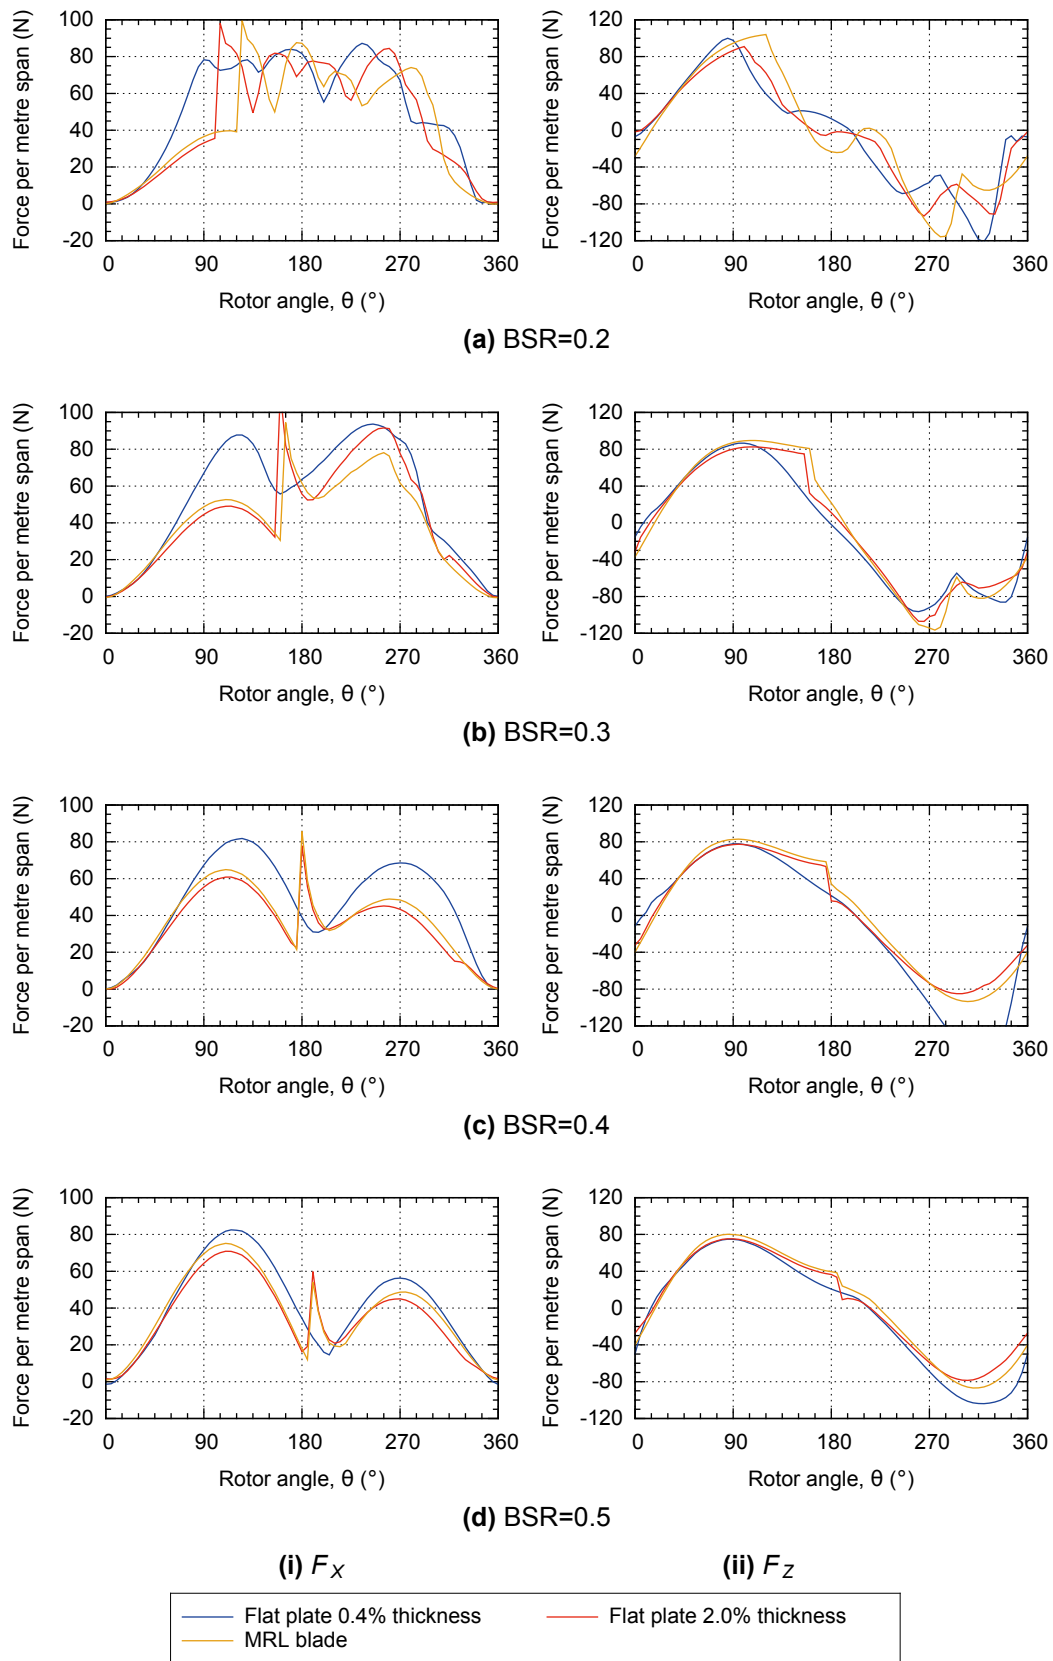 Force per metre span (N)
100
80
60
40
20
0
-20
0 90 180 270 360
Rotor angle, θ (°)
Force per metre span (N)
120
80
40
0
-40
-80
-120
0 90 180 270 360
Rotor angle, θ (°)
(a) BSR=0.2
Force per metre span (N)
100
80
60
40
20
0
-20
0 90 180 270 360
Rotor angle, θ (°)
Force per metre span (N)
120
80
40
0
-40
-80
-120
0 90 180 270 360
Rotor angle, θ (°)
(b) BSR=0.3
Force per metre span (N)
100
80
60
40
20
0
-20
0 90 180 270 360
Rotor angle, θ (°)
Force per metre span (N)
120
80
40
0
-40
-80
-120
0 90 180 270 360
Rotor angle, θ (°)
(c) BSR=0.4
Force per metre span (N)
100
80
60
40
20
0
-20
0 90 180 270 360
Rotor angle, θ (°)
Force per metre span (N)
120
80
40
0
-40
-80
-120
0 90 180 270 360
Rotor angle, θ (°)
(d) BSR=0.5
(i) F_X (ii) F_Z
Flat plate 0.4% thickness Flat plate 2.0% thickness
MRL blade